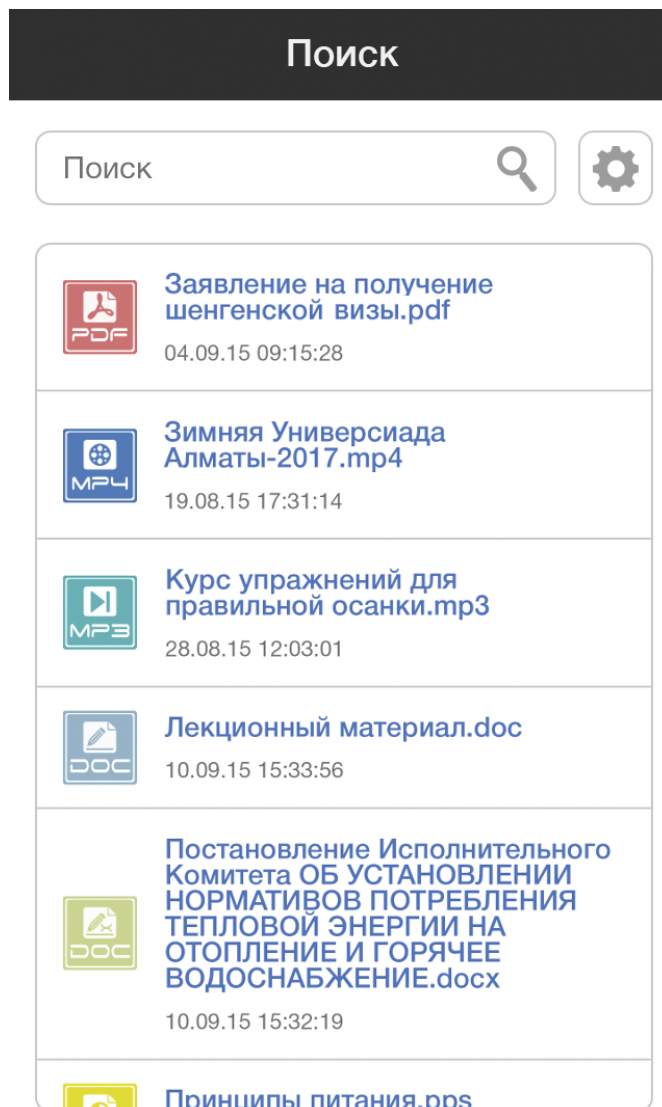 Поиск
Поиск
Заявление на получение
шенгенской визы.pdf
PDF
04.09.15 09:15:28
Зимняя Универсиада
Алматы-2017.mp4
MP4
19.08.15 17:31:14
Курс упражнений для
правильной осанки.mp3
MP3
28.08.15 12:03:01
Лекционный материал.doc
DOC
10.09.15 15:33:56
Постановление Исполнительного
Комитета ОБ УСТАНОВЛЕНИИ
НОРМАТИВОВ ПОТРЕБЛЕНИЯ
ТЕПЛОВОЙ ЭНЕРГИИ НА
ОТОПЛЕНИЕ И ГОРЯЧЕЕ
ВОДОСНАБЖЕНИЕ.docx
DOC
10.09.15 15:32:19
Принципы питания.pps